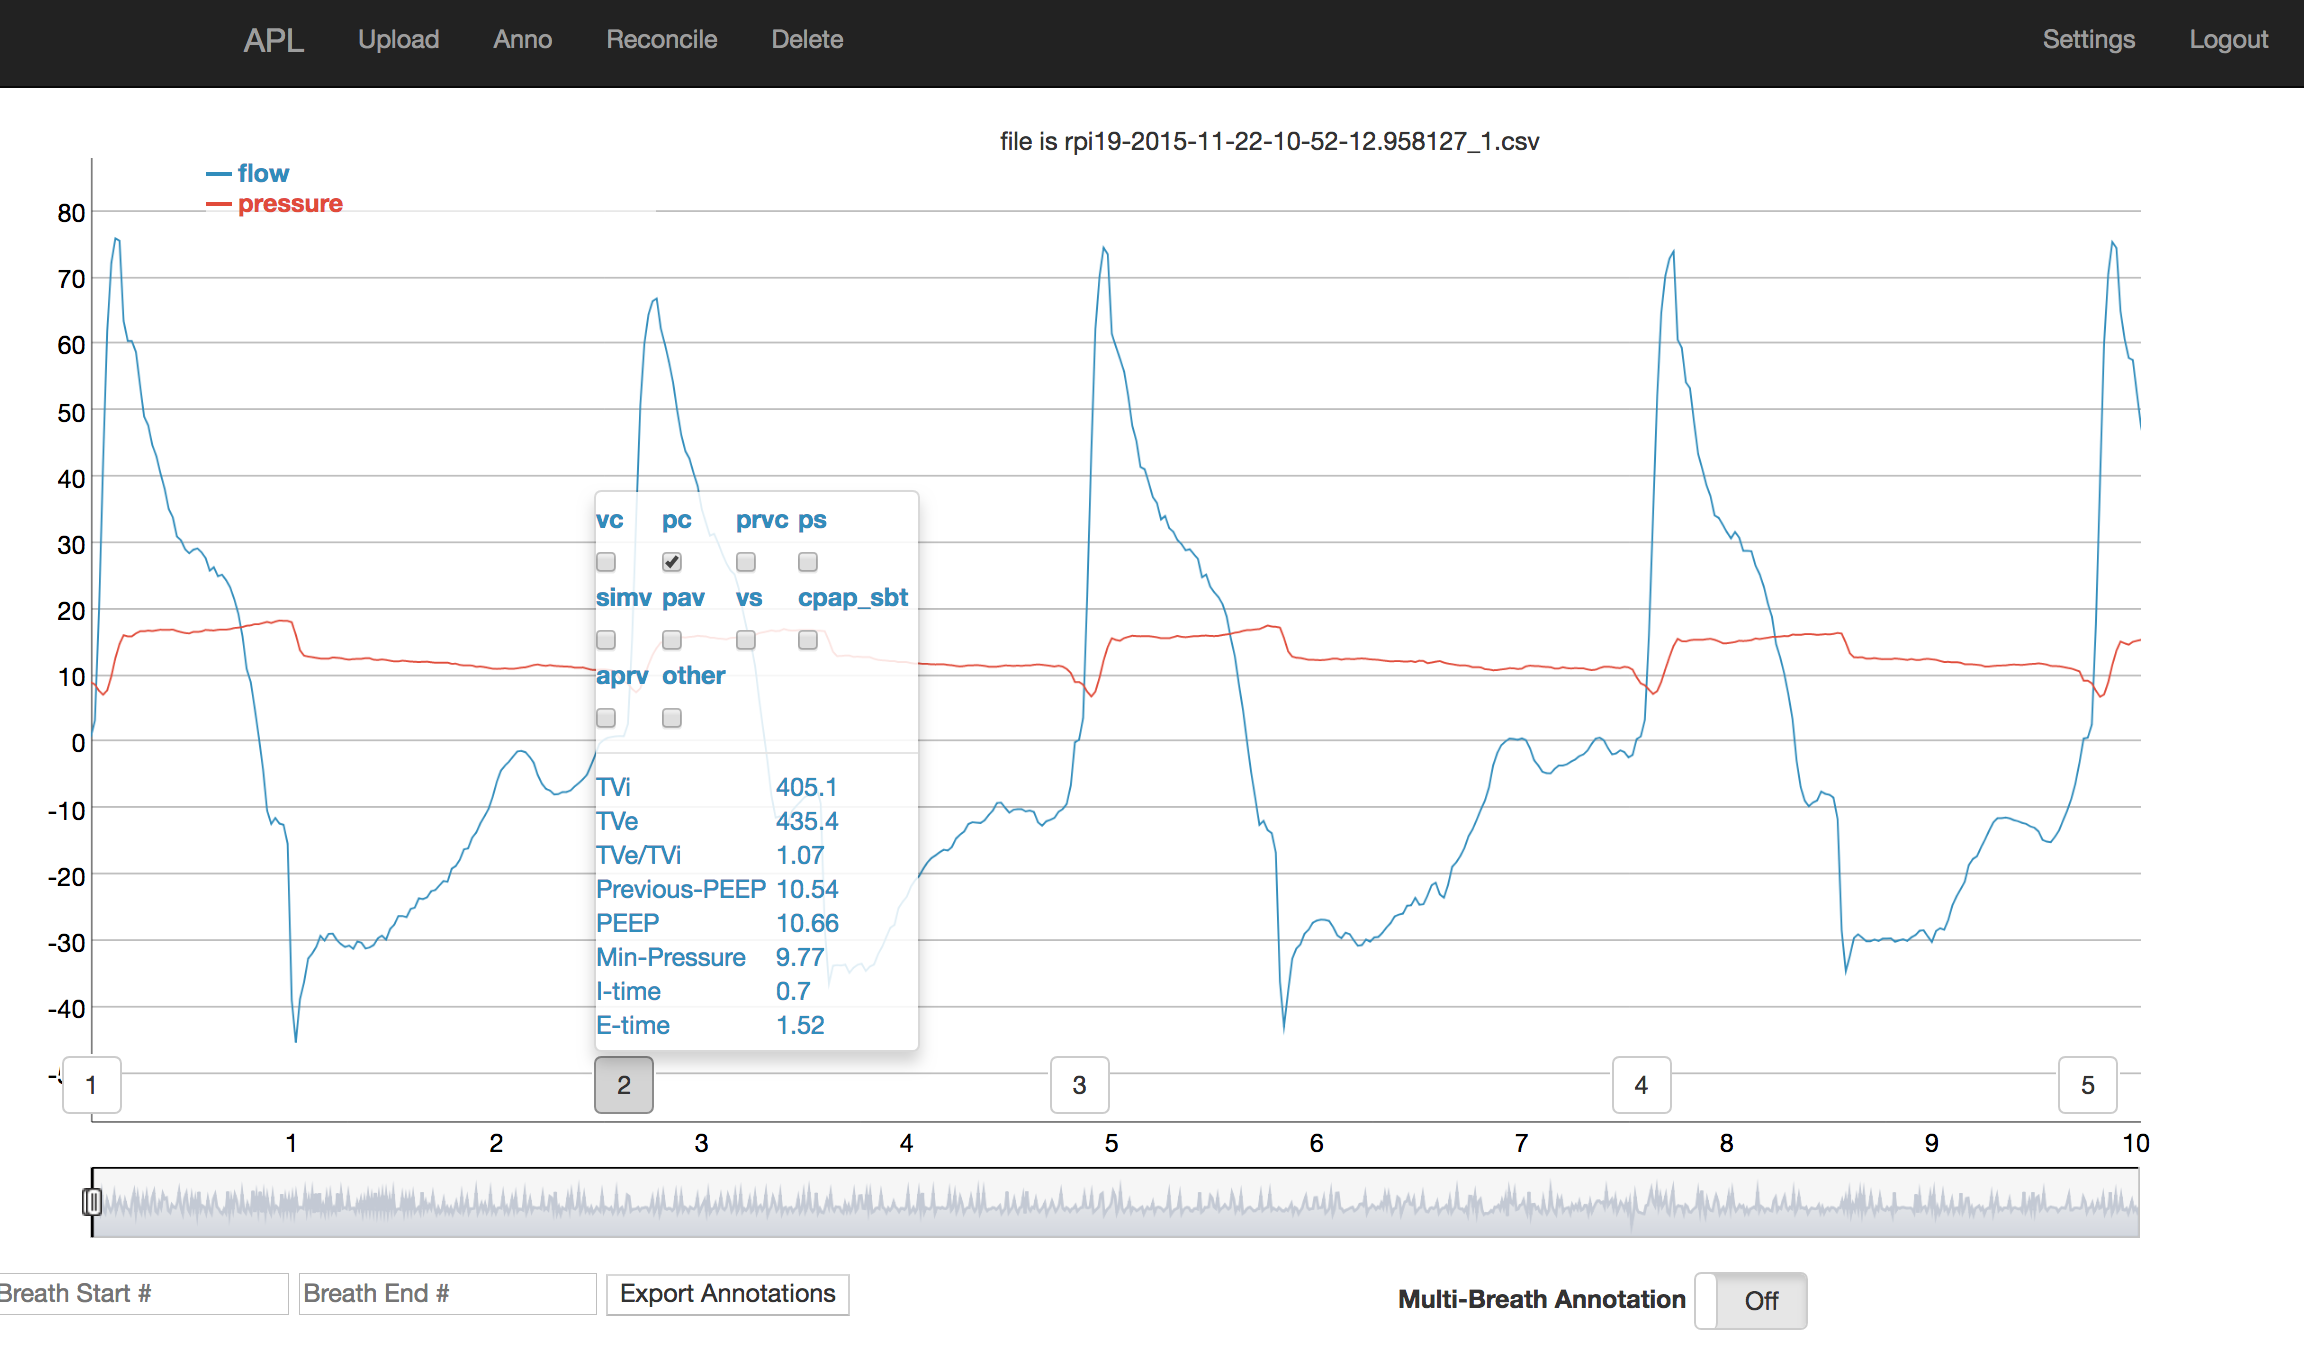 APL Upload Anno Reconcile Delete Settings Logout
file is rpi19-2015-11-22-10-52-12.958127_1.csv
flow
pressure
80
70
60
50
40
30
20
10
0
-10
-20
-30
-40
vc pc prvc ps
simv pav vs cpap_sbt
aprv other
TVi 405.1
TVe 435.4
TVe/TVi 1.07
Previous-PEEP 10.54
PEEP 10.66
Min-Pressure 9.77
I-time 0.7
E-time 1.52
1 2 3 4 5
1 2 3 4 5 6 7 8 9 10
Breath Start # Breath End # Export Annotations Multi-Breath Annotation Off